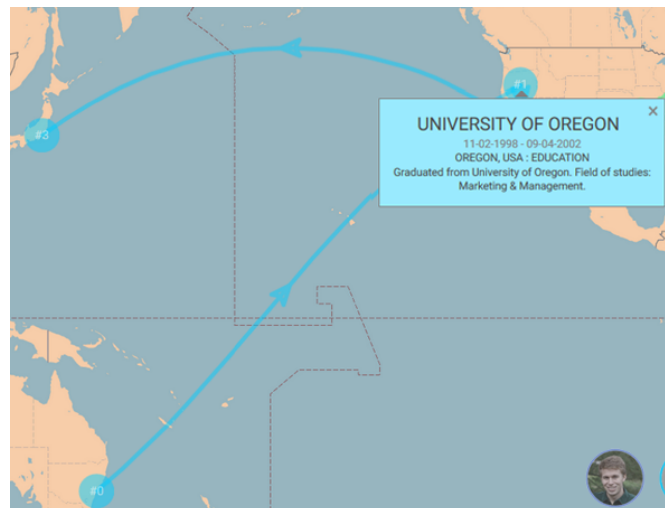 #1
#3
×
UNIVERSITY OF OREGON
11-02-1998 - 09-04-2002
OREGON, USA : EDUCATION
Graduated from University of Oregon. Field of studies:
Marketing & Management.
#0